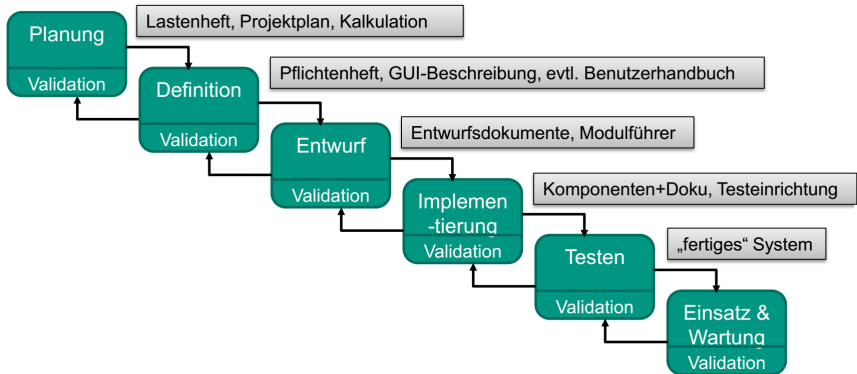 Planung
Validation
Lastenheft, Projektplan, Kalkulation
Definition
Validation
Pflichtenheft, GUI-Beschreibung, evtl. Benutzerhandbuch
Entwurf
Validation
Entwurfsdokumente, Modulführer
Implemen
-tierung
Validation
Komponenten+Doku, Testeinrichtung
Testen
Validation
„fertiges“ System
Einsatz &
Wartung
Validation